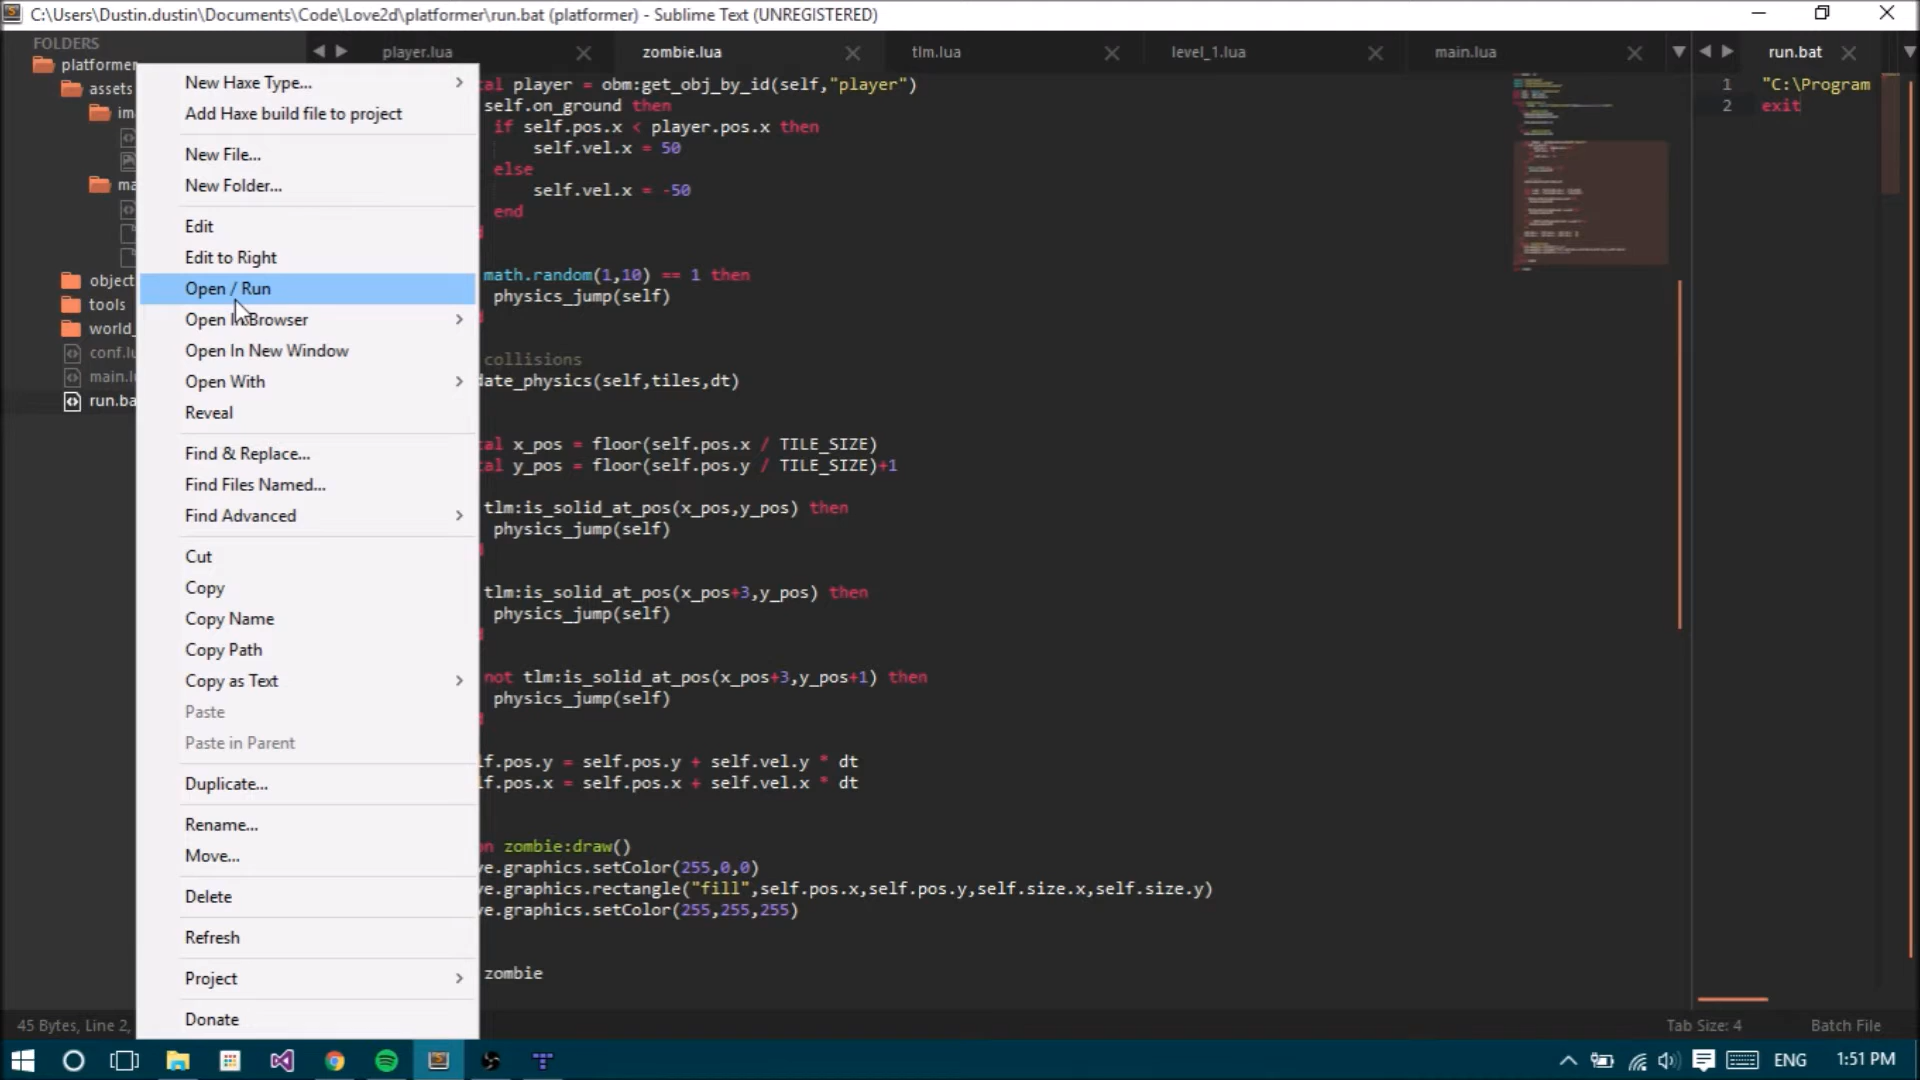 C:\Users\Dustin.dustin\Documents\Code\Love2d\platformer\run.bat (platformer) - Sublime Text (UNREGISTERED)
FOLDERS
platformer
assets
im
ma
object
tools
world_
conf.lu
main.lu
run.ba
player.lua
zombie.lua
tlm.lua
level_1.lua
main.lua
run.bat
New Haxe Type...
Add Haxe build file to project
New File...
New Folder...
Edit
Edit to Right
Open / Run
Open In Browser
Open In New Window
Open With
Reveal
Find & Replace...
Find Files Named...
Find Advanced
Cut
Copy
Copy Name
Copy Path
Copy as Text
Paste
Paste in Parent
Duplicate...
Rename...
Move...
Delete
Refresh
Project
Donate
al player = obm:get_obj_by_id(self,"player")
self.on_ground then
if self.pos.x < player.pos.x then
self.vel.x = 50
else
self.vel.x = -50
end
math.random(1,10) == 1 then
physics_jump(self)
collisions
date_physics(self,tiles,dt)
al x_pos = floor(self.pos.x / TILE_SIZE)
al y_pos = floor(self.pos.y / TILE_SIZE)+1
tlm:is_solid_at_pos(x_pos,y_pos) then
physics_jump(self)
tlm:is_solid_at_pos(x_pos+3,y_pos) then
physics_jump(self)
not tlm:is_solid_at_pos(x_pos+3,y_pos+1) then
physics_jump(self)
lf.pos.y = self.pos.y + self.vel.y * dt
lf.pos.x = self.pos.x + self.vel.x * dt
on zombie:draw()
ve.graphics.setColor(255,0,0)
ve.graphics.rectangle("fill",self.pos.x,self.pos.y,self.size.x,self.size.y)
ve.graphics.setColor(255,255,255)
zombie
1 "C:\Program
2 exit
45 Bytes, Line 2,
Tab Size: 4
Batch File
ENG
1:51 PM